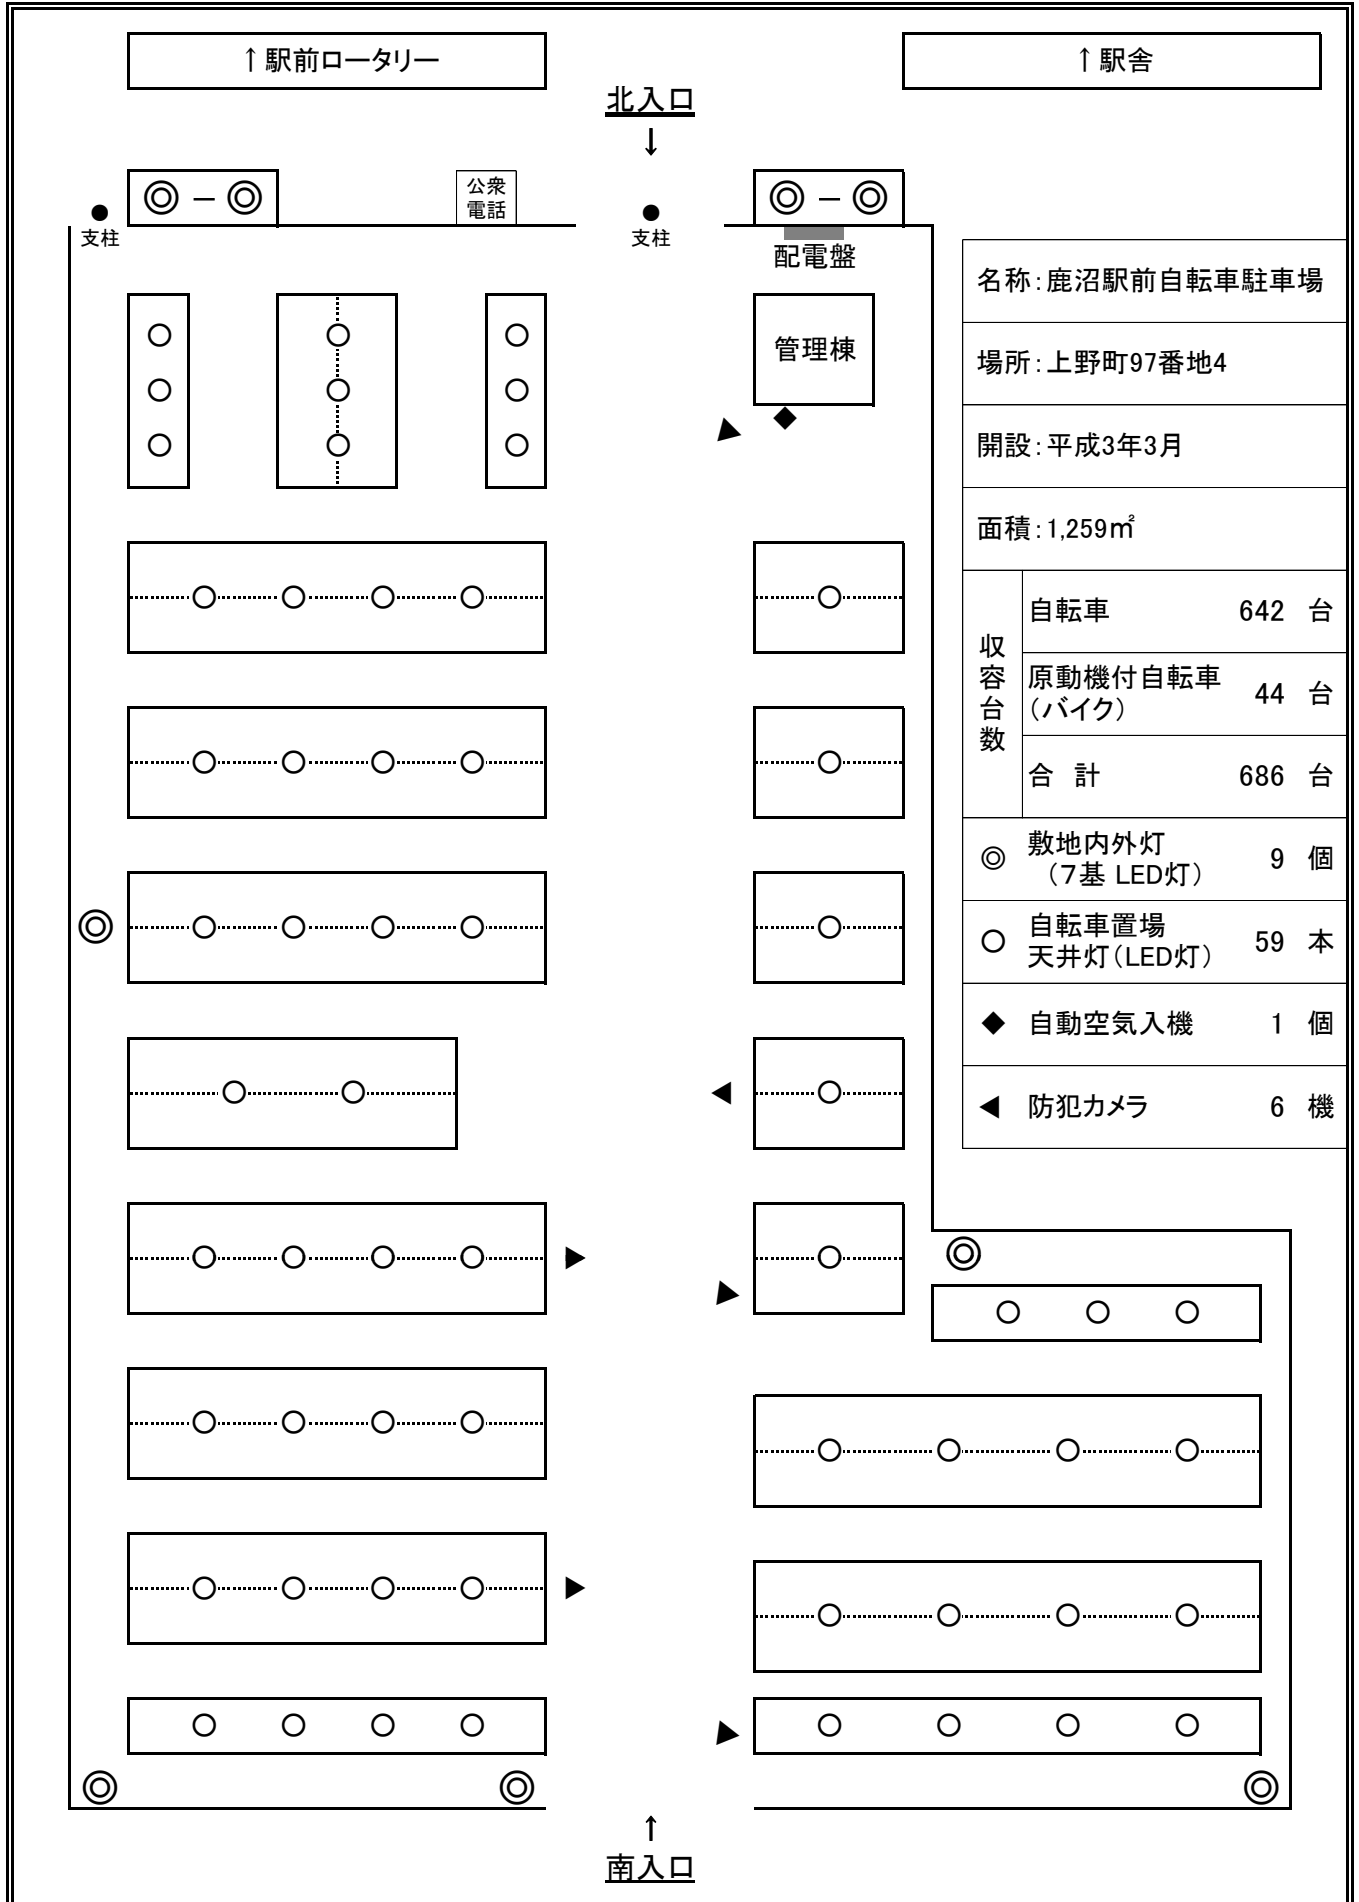 ↑駅前ロータリー
↑駅舎
北入口
↓
◎－◎
公衆
電話
◎－◎
●
支柱
●
支柱
配電盤
管理棟
名称：鹿沼駅前自転車駐車場
場所：上野町97番地4
開設：平成3年3月
面積：1,259㎡
収容台数
自転車 642 台
原動機付自転車
（バイク） 44 台
合 計 686 台
◎ 敷地内外灯
（7基 LED灯） 9 個
○ 自転車置場
天井灯（LED灯） 59 本
◆ 自動空気入機 1 個
◀ 防犯カメラ 6 機
↑
南入口